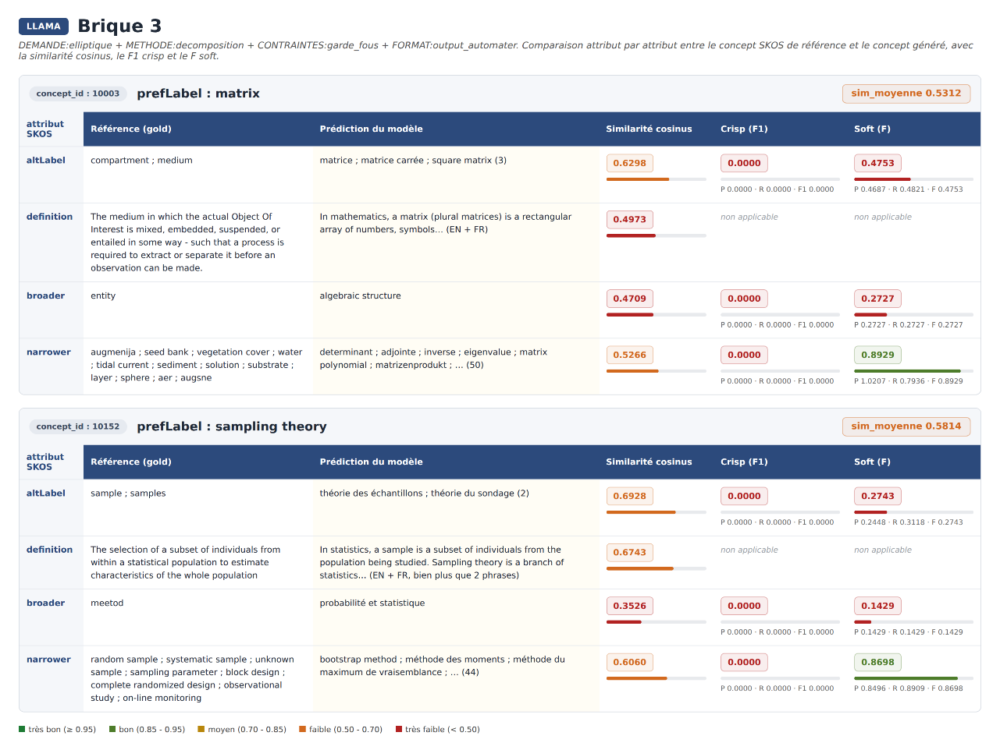 LLAMA Brique 3
DEMANDE:elliptique + METHODE:decomposition + CONTRAINTES:garde_fous + FORMAT:output_automater. Comparaison attribut par attribut entre le concept SKOS de référence et le concept généré, avec
la similarité cosinus, le F1 crisp et le F soft.
concept_id : 10003 prefLabel : matrix sim_moyenne 0.5312
attribut
SKOS
Référence (gold) Prédiction du modèle Similarité cosinus Crisp (F1) Soft (F)
altLabel compartment ; medium matrice ; matrice carrée ; square matrix (3) 0.6298 0.0000 0.4753
P 0.0000 · R 0.0000 · F1 0.0000 P 0.4687 · R 0.4821 · F 0.4753
definition The medium in which the actual Object Of In mathematics, a matrix (plural matrices) is a rectangular 0.4973 non applicable non applicable
Interest is mixed, embedded, suspended, or array of numbers, symbols... (EN + FR)
entailed in some way - such that a process is
required to extract or separate it before an
observation can be made.
broader entity algebraic structure 0.4709 0.0000 0.2727
P 0.0000 · R 0.0000 · F1 0.0000 P 0.2727 · R 0.2727 · F 0.2727
narrower augmenija ; seed bank ; vegetation cover ; water determinant ; adjointe ; inverse ; eigenvalue ; matrix 0.5266 0.0000 0.8929
; tidal current ; sediment ; solution ; substrate ; polynomial ; matrizenprodukt ; ... (50)
layer ; sphere ; aer ; augsne P 0.0000 · R 0.0000 · F1 0.0000 P 1.0207 · R 0.7936 · F 0.8929
concept_id : 10152 prefLabel : sampling theory sim_moyenne 0.5814
attribut
SKOS
Référence (gold) Prédiction du modèle Similarité cosinus Crisp (F1) Soft (F)
altLabel sample ; samples théorie des échantillons ; théorie du sondage (2) 0.6928 0.0000 0.2743
P 0.0000 · R 0.0000 · F1 0.0000 P 0.2448 · R 0.3118 · F 0.2743
definition The selection of a subset of individuals from In statistics, a sample is a subset of individuals from the 0.6743 non applicable non applicable
within a statistical population to estimate population being studied. Sampling theory is a branch of
characteristics of the whole population statistics... (EN + FR, bien plus que 2 phrases)
broader meetod probabilité et statistique 0.3526 0.0000 0.1429
P 0.0000 · R 0.0000 · F1 0.0000 P 0.1429 · R 0.1429 · F 0.1429
narrower random sample ; systematic sample ; unknown bootstrap method ; méthode des moments ; méthode du 0.6060 0.0000 0.8698
sample ; sampling parameter ; block design ; maximum de vraisemblance ; ... (44)
complete randomized design ; observational P 0.0000 · R 0.0000 · F1 0.0000 P 0.8496 · R 0.8909 · F 0.8698
study ; on-line monitoring
très bon (≥ 0.95) bon (0.85 - 0.95) moyen (0.70 - 0.85) faible (0.50 - 0.70) très faible (< 0.50)